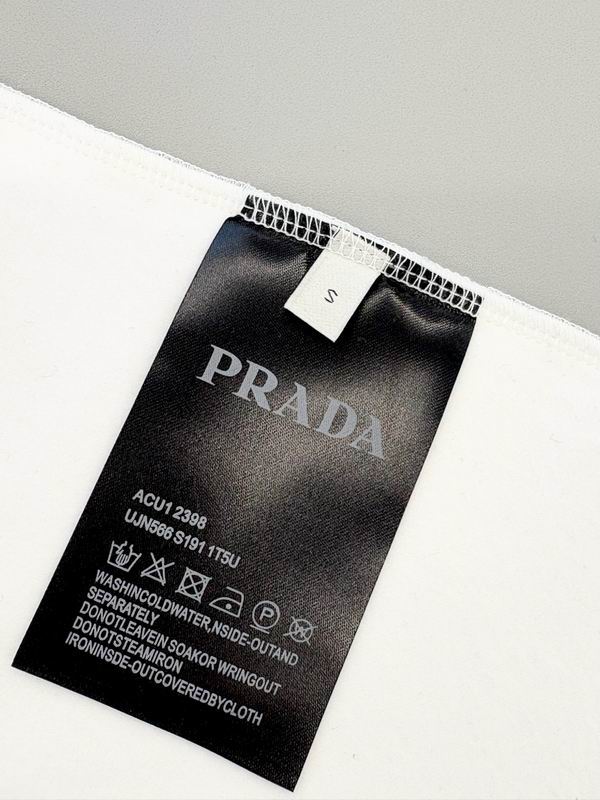 S
PRADA
ACU1 2398
UJN566 S191 1T5U
P
W
WASHINCOLDWATER,NSIDE-OUTAND
SEPARATELY
DONOTLEAVEIN SOAKOR WRINGOUT
DONOTSTEAMIRON
IRONINSDE-OUTCOVEREDBYCLOTH